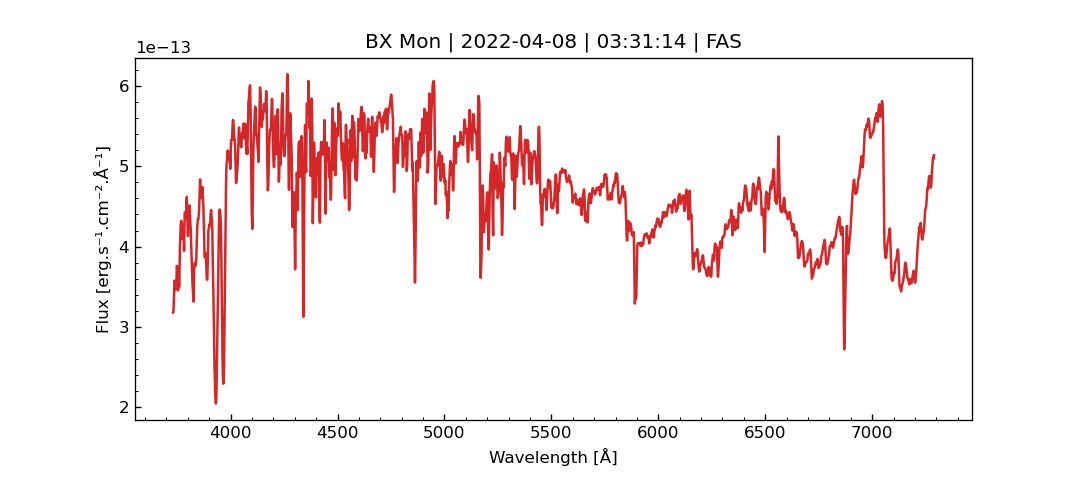 BX Mon | 2022-04-08 | 03:31:14 | FAS
1e−13
6
5
4
3
2
Flux [erg.s⁻¹.cm⁻².Å⁻¹]
4000 4500 5000 5500 6000 6500 7000
Wavelength [Å]